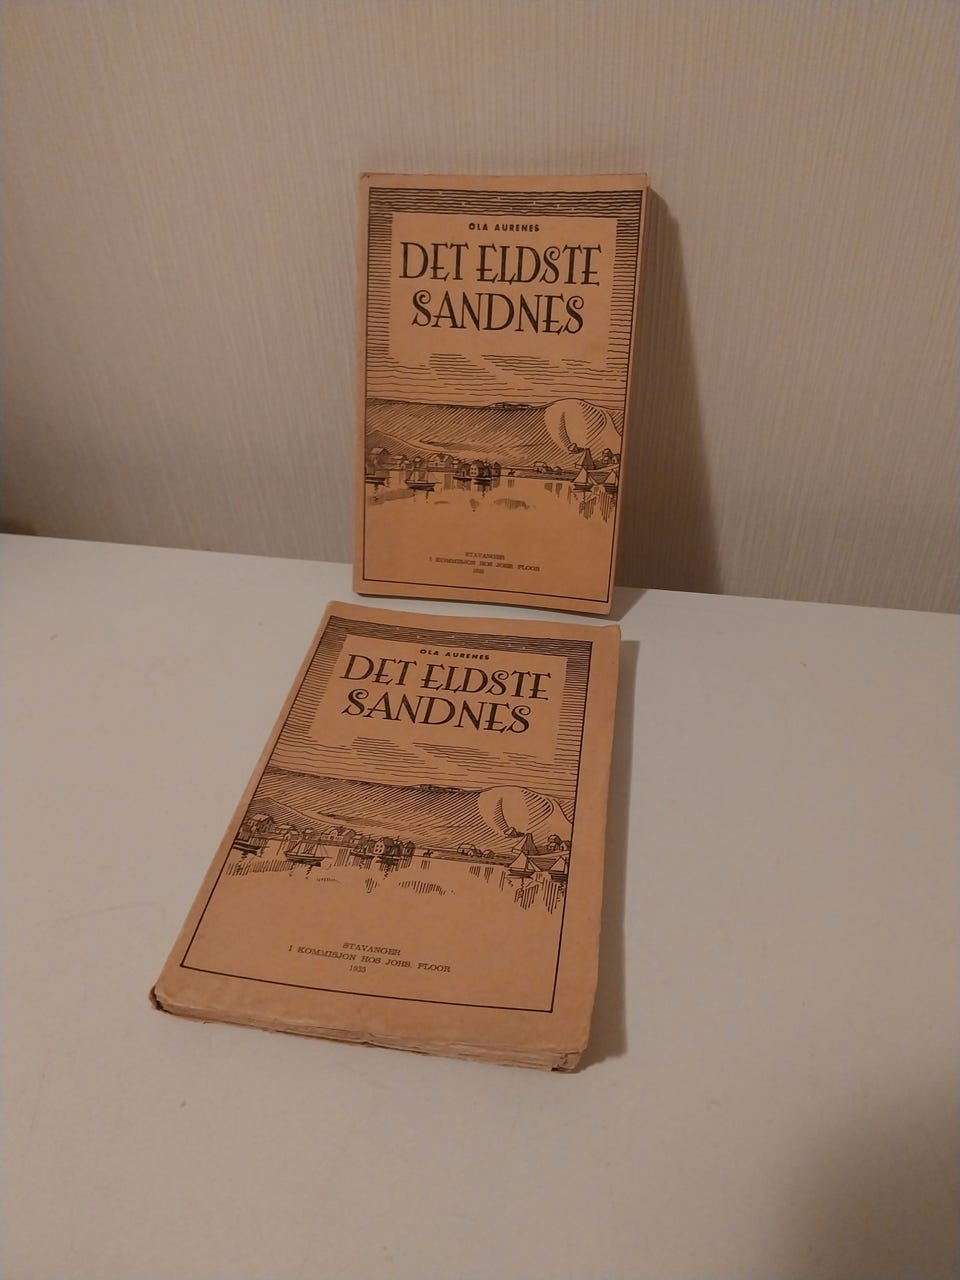 OLA AURENES
DET ELDSTE
SANDNES
STAVANGER
I KOMMISJON HOS JOHS. FLOOR
OLA AURENES
DET ELDSTE
SANDNES
STAVANGER
I KOMMISJON HOS JOHS. FLOOR
1935